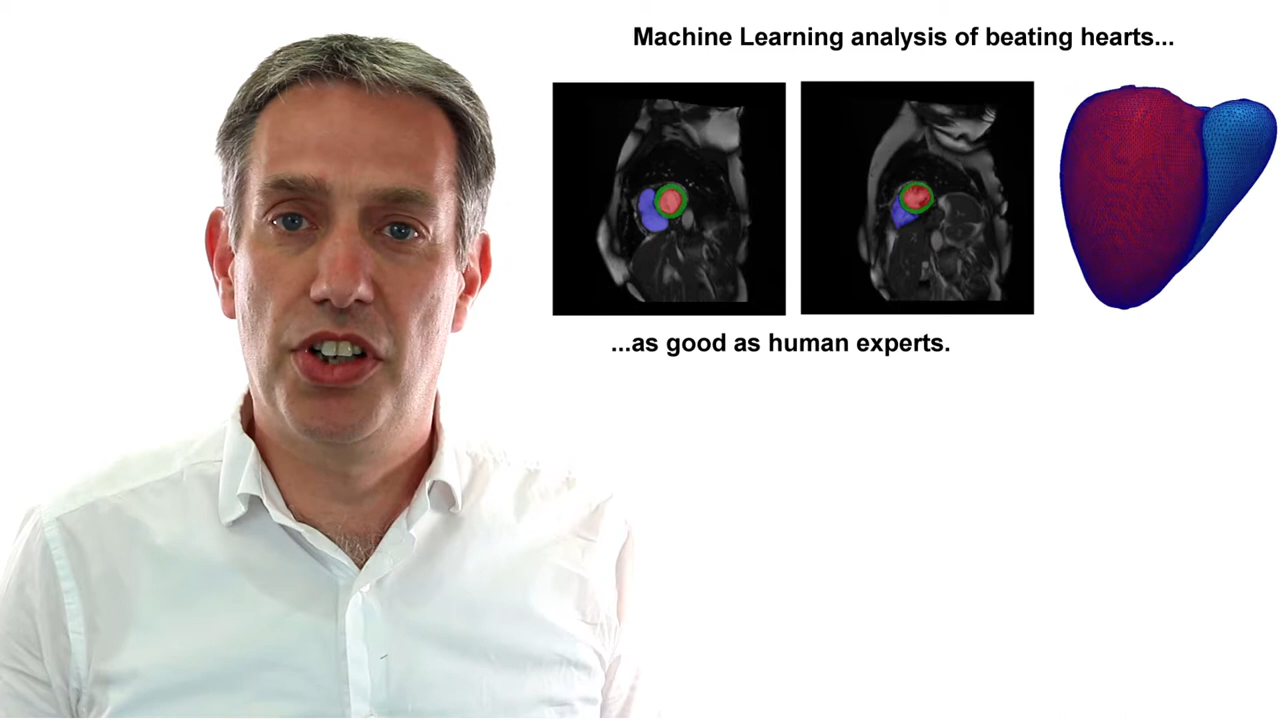 Machine Learning analysis of beating hearts...
...as good as human experts.